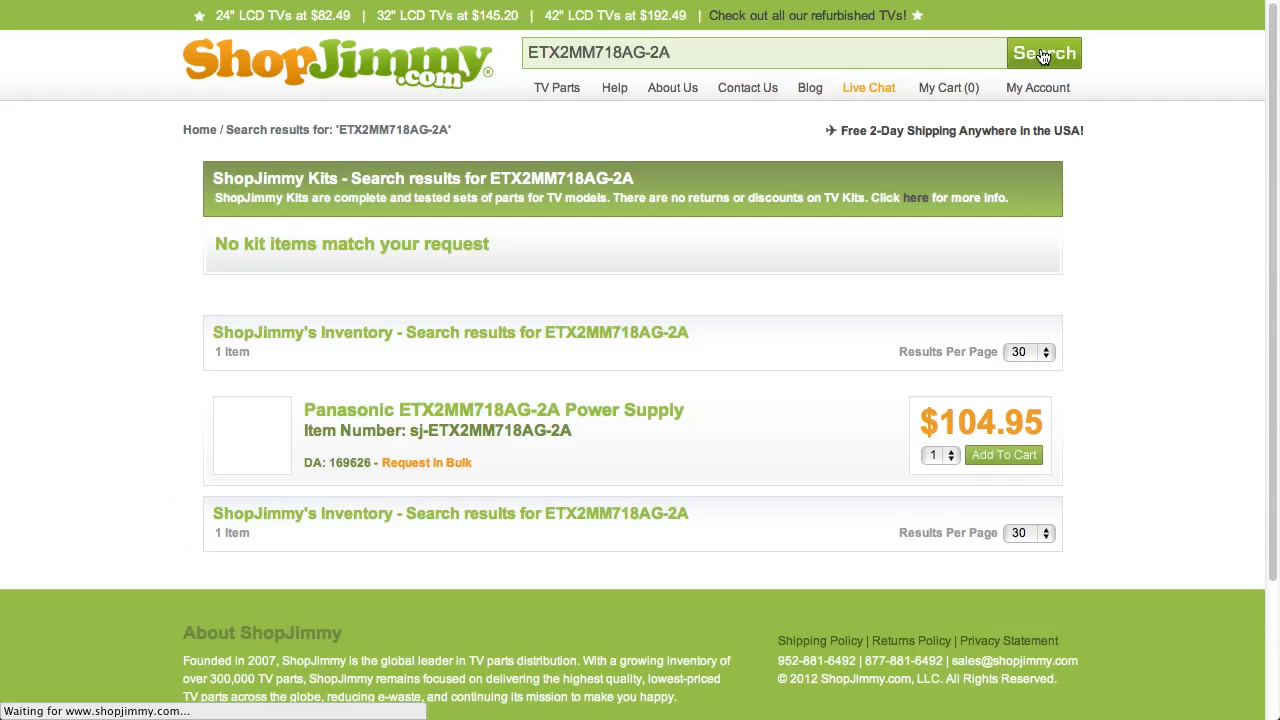 24" LCD TVs at $82.49 | 32" LCD TVs at $145.20 | 42" LCD TVs at $192.49 | Check out all our refurbished TVs!
ShopJimmy.com®
ETX2MM718AG-2A
Search
TV Parts Help About Us Contact Us Blog Live Chat My Cart (0) My Account
Home / Search results for: 'ETX2MM718AG-2A'
Free 2-Day Shipping Anywhere in the USA!
ShopJimmy Kits - Search results for ETX2MM718AG-2A
ShopJimmy Kits are complete and tested sets of parts for TV models. There are no returns or discounts on TV Kits. Click here for more info.
No kit items match your request
ShopJimmy's Inventory - Search results for ETX2MM718AG-2A
1 Item
Results Per Page 30
Panasonic ETX2MM718AG-2A Power Supply
Item Number: sj-ETX2MM718AG-2A
DA: 169626 - Request In Bulk
$104.95
1 Add To Cart
ShopJimmy's Inventory - Search results for ETX2MM718AG-2A
1 Item
Results Per Page 30
About ShopJimmy
Founded in 2007, ShopJimmy is the global leader in TV parts distribution. With a growing inventory of
over 300,000 TV parts, ShopJimmy remains focused on delivering the highest quality, lowest-priced
TV parts across the globe, reducing e-waste, and continuing its mission to make you happy.
Shipping Policy | Returns Policy | Privacy Statement
952-881-6492 | 877-881-6492 | sales@shopjimmy.com
© 2012 ShopJimmy.com, LLC. All Rights Reserved.
Waiting for www.shopjimmy.com...